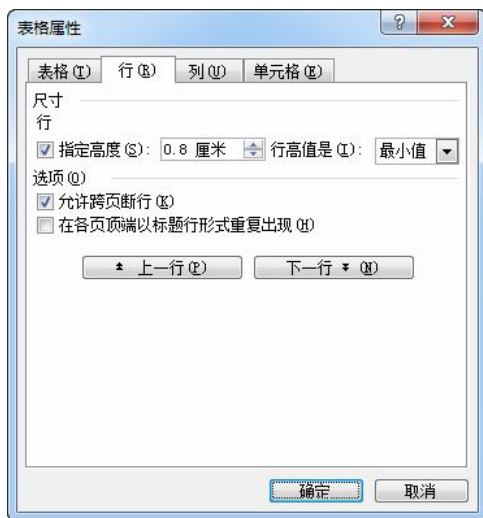 表格属性
表格(T) 行(R) 列(U) 单元格(E)
尺寸
行
指定高度(S): 0.8 厘米 行高值是(I): 最小值
选项(O)
允许跨页断行(K)
在各页顶端以标题行形式重复出现(H)
上一行(P) 下一行(N)
确定 取消